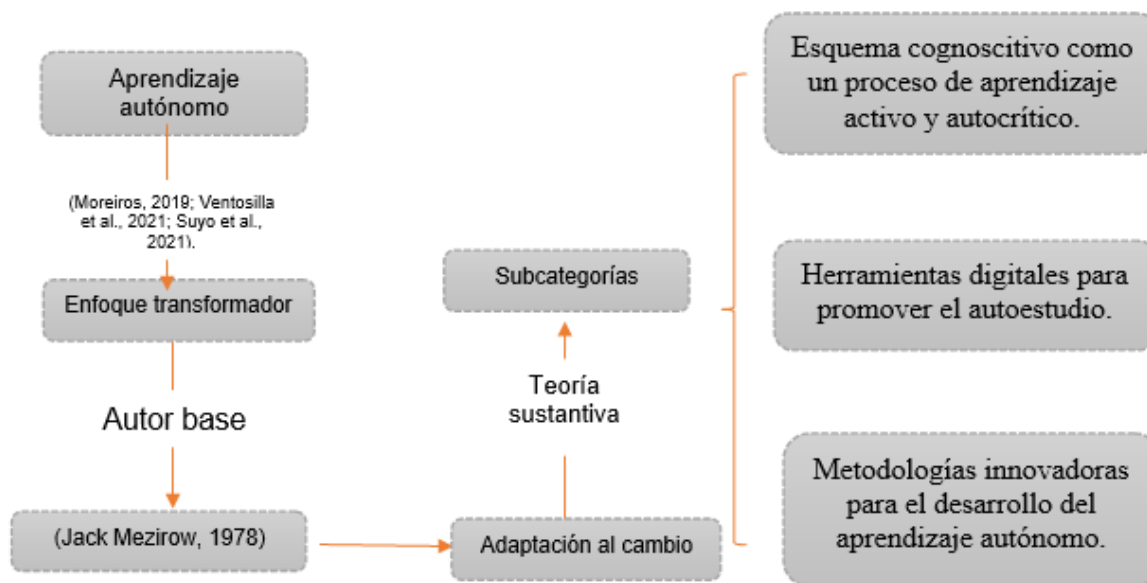 Aprendizaje
autónomo
(Moreiros, 2019; Ventosilla
et al., 2021; Suyo et al.,
2021).
Enfoque transformador
Autor base
(Jack Mezirow, 1978)
Adaptación al cambio
Teoría
sustantiva
Subcategorías
Esquema cognoscitivo como
un proceso de aprendizaje
activo y autocrítico.
Herramientas digitales para
promover el autoestudio.
Metodologías innovadoras
para el desarrollo del
aprendizaje autónomo.